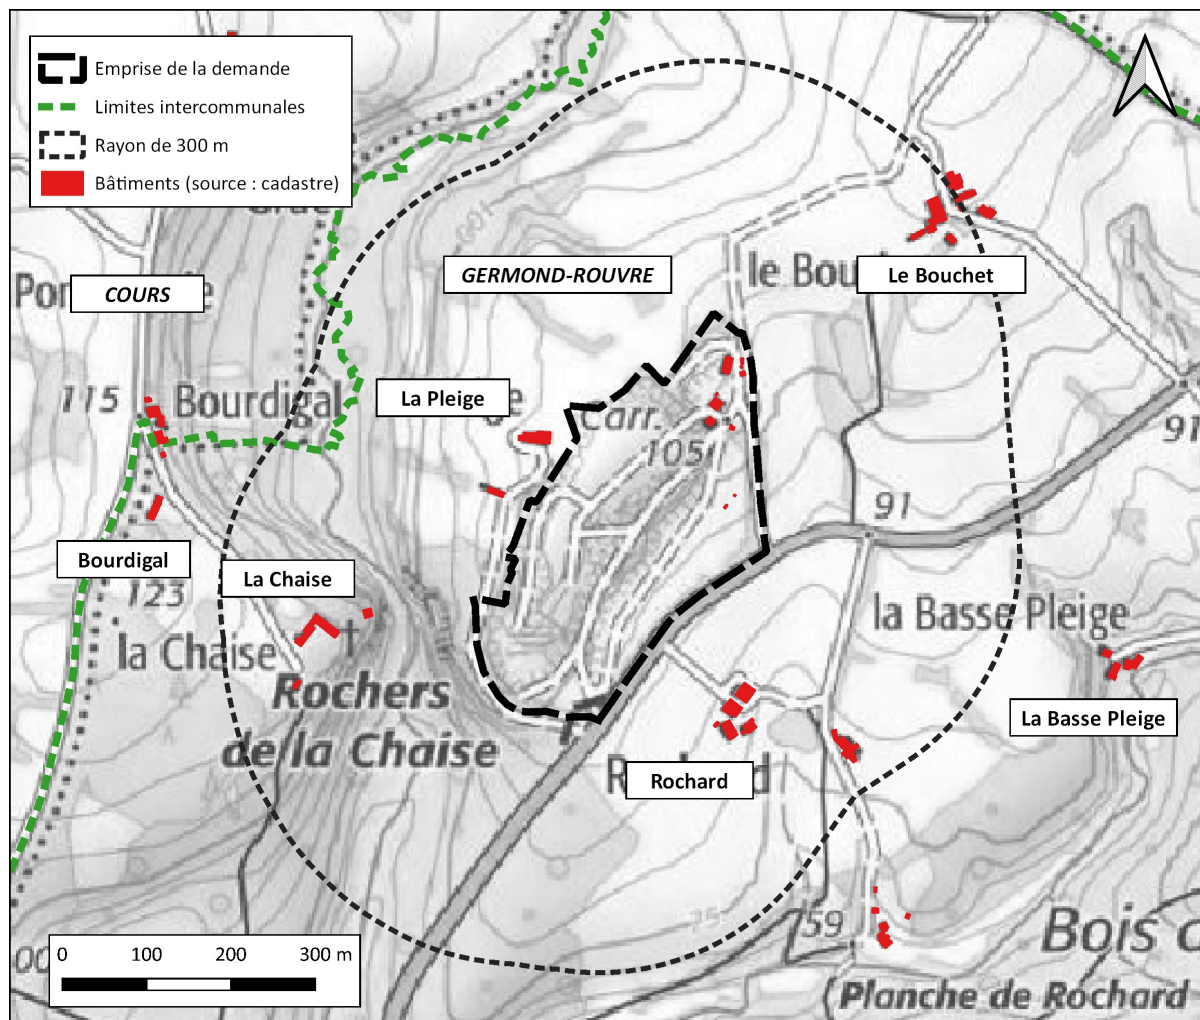 Emprise de la demande
Limites intercommunales
Rayon de 300 m
Bâtiments (source : cadastre)
COURS
GERMOND-ROUVRE
le Bou
Le Bouchet
115
Bourdigal
La Pleige
Carr.
105
91
91
Bourdigal
La Chaise
123
la Chaise
la Basse Pleige
Rochers
de la Chaise
La Basse Pleige
Rochard
59
Bois
(Planche de Rochard
0 100 200 300 m